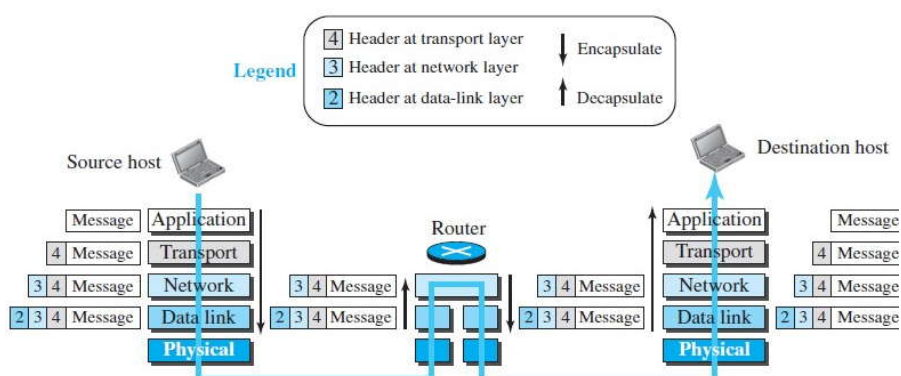 Legend
4 Header at transport layer
3 Header at network layer
2 Header at data-link layer
Encapsulate
Decapsulate
Source host
Destination host
Router
Message Application
4 Message Transport
3 4 Message Network
2 3 4 Message Data link
Physical
3 4 Message
2 3 4 Message
3 4 Message
2 3 4 Message
Application Message
Transport 4 Message
Network 3 4 Message
Data link 2 3 4 Message
Physical